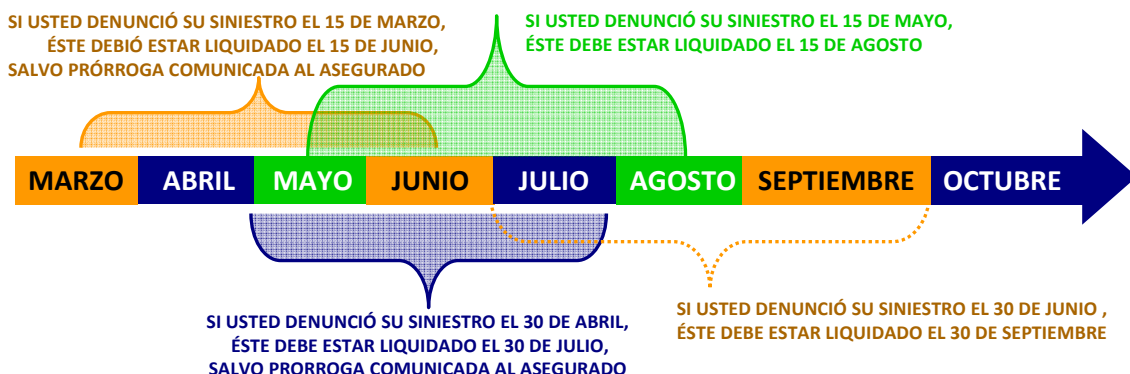 SI USTED DENUNCIÓ SU SINIESTRO EL 15 DE MARZO,
ÉSTE DEBIÓ ESTAR LIQUIDADO EL 15 DE JUNIO,
SALVO PRÓRROGA COMUNICADA AL ASEGURADO
SI USTED DENUNCIÓ SU SINIESTRO EL 15 DE MAYO,
ÉSTE DEBE ESTAR LIQUIDADO EL 15 DE AGOSTO
MARZO ABRIL MAYO JUNIO JULIO AGOSTO SEPTIEMBRE OCTUBRE
SI USTED DENUNCIÓ SU SINIESTRO EL 30 DE ABRIL,
ÉSTE DEBE ESTAR LIQUIDADO EL 30 DE JULIO,
SALVO PRORROGA COMUNICADA AL ASEGURADO
SI USTED DENUNCIÓ SU SINIESTRO EL 30 DE JUNIO ,
ÉSTE DEBE ESTAR LIQUIDADO EL 30 DE SEPTIEMBRE